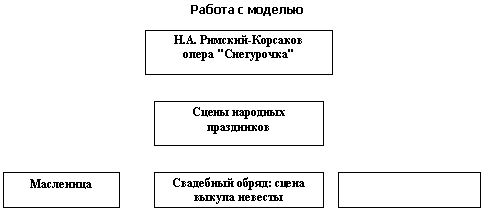 Работа с моделью
Н.А. Римский-Корсаков
опера "Снегурочка"
Сцены народных
праздников
Масленица
Свадебный обряд: сцена
выкупа невесты